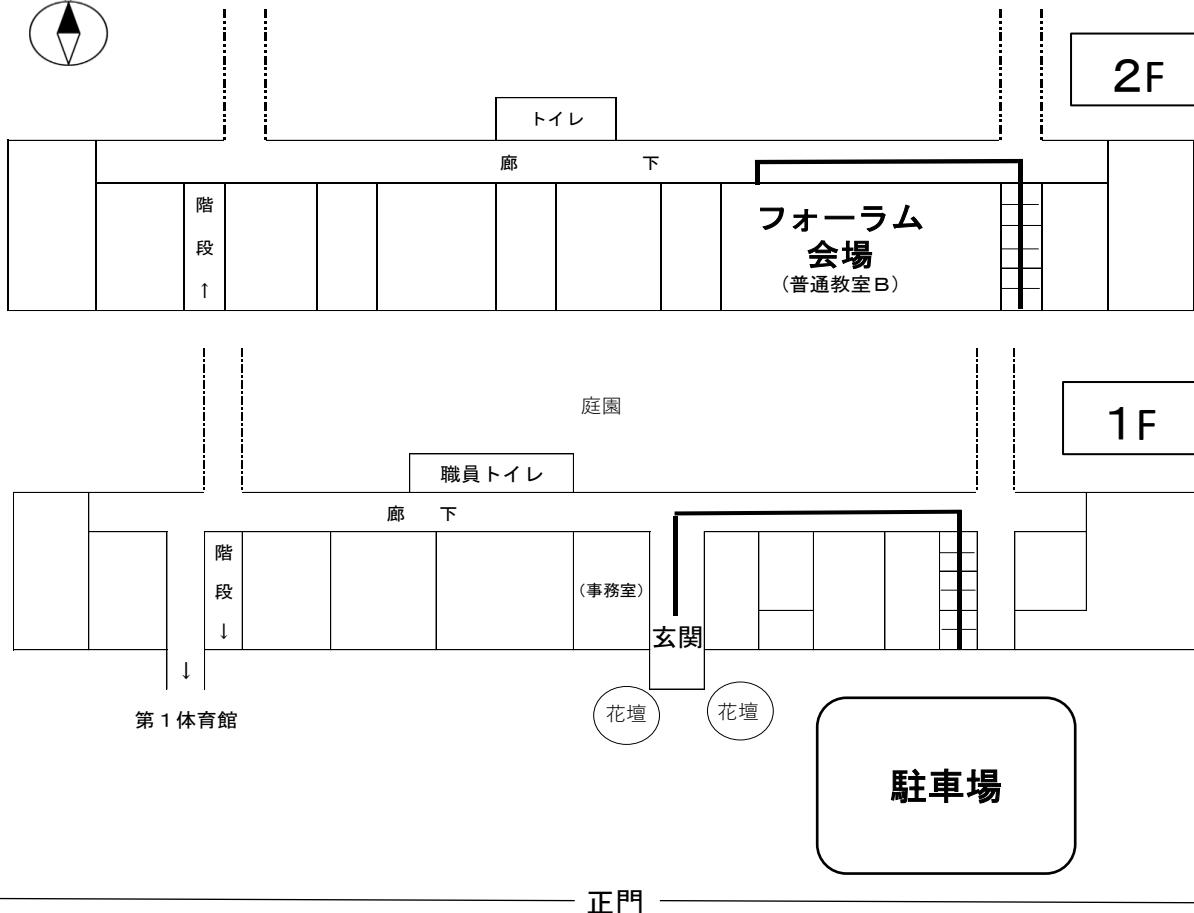 ２F
トイレ
廊　下
階段↑
フォーラム
会場
（普通教室Ｂ）
庭園
１F
職員トイレ
廊　下
階段↓
（事務室）
玄関
↓
第１体育館
花壇
花壇
駐車場
正門